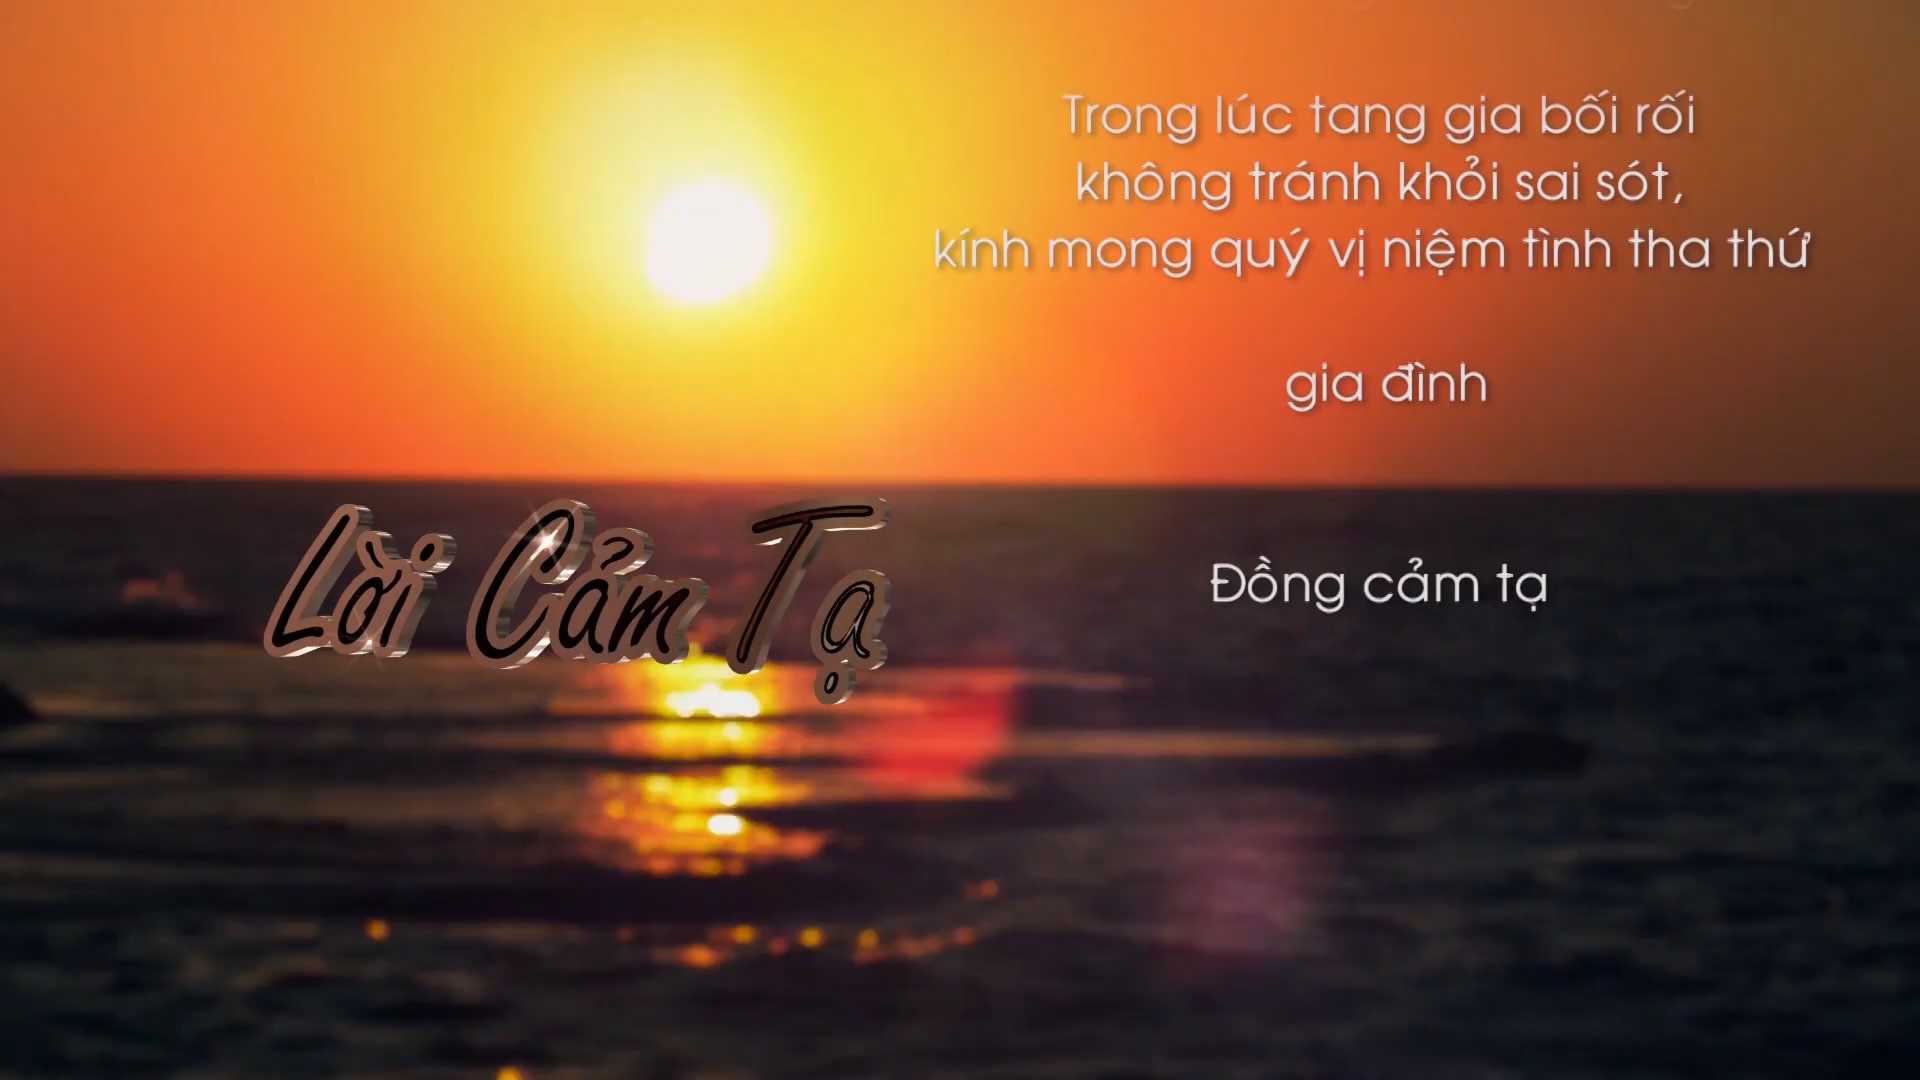 Trong lúc tang gia bối rối
không tránh khỏi sai sót,
kính mong quý vị niệm tình tha thứ
gia đình
Lời Cảm Tạ
Đồng cảm tạ